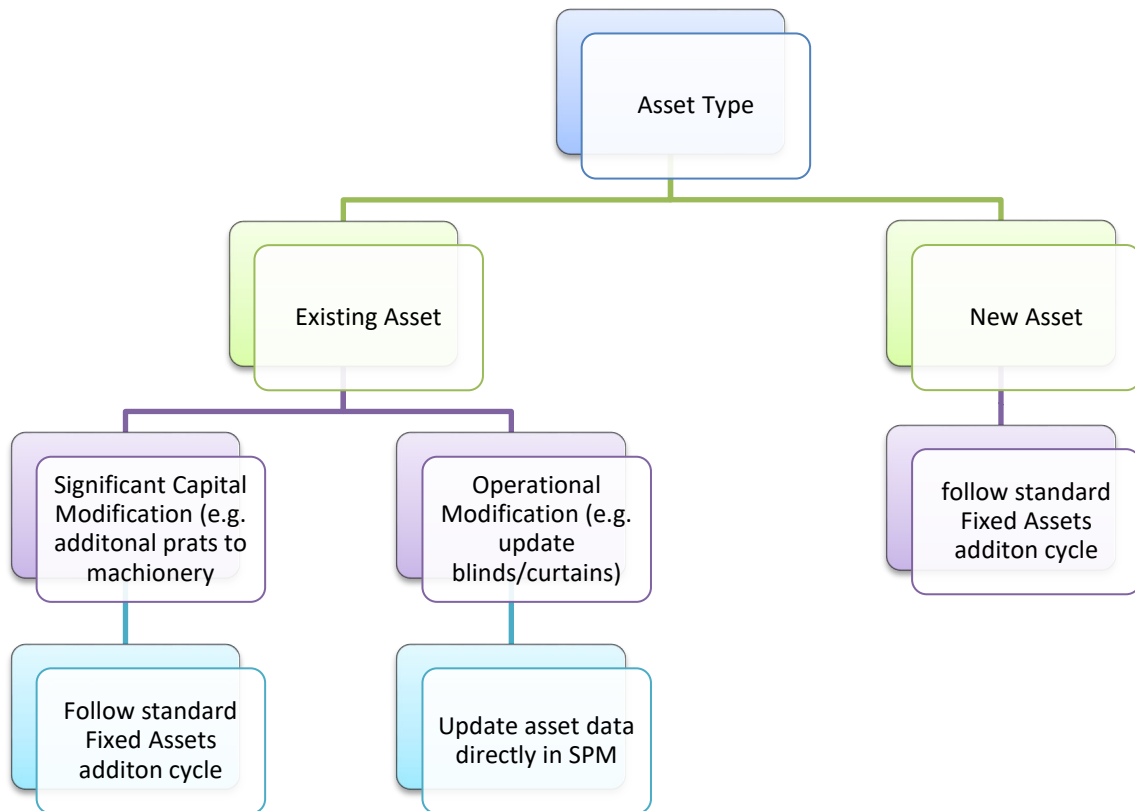 Asset Type
Existing Asset
New Asset
Significant Capital
Modification (e.g.
additonal prats to
machionery
Operational
Modification (e.g.
update
blinds/curtains)
follow standard
Fixed Assets
additon cycle
Follow standard
Fixed Assets
additon cycle
Update asset data
directly in SPM